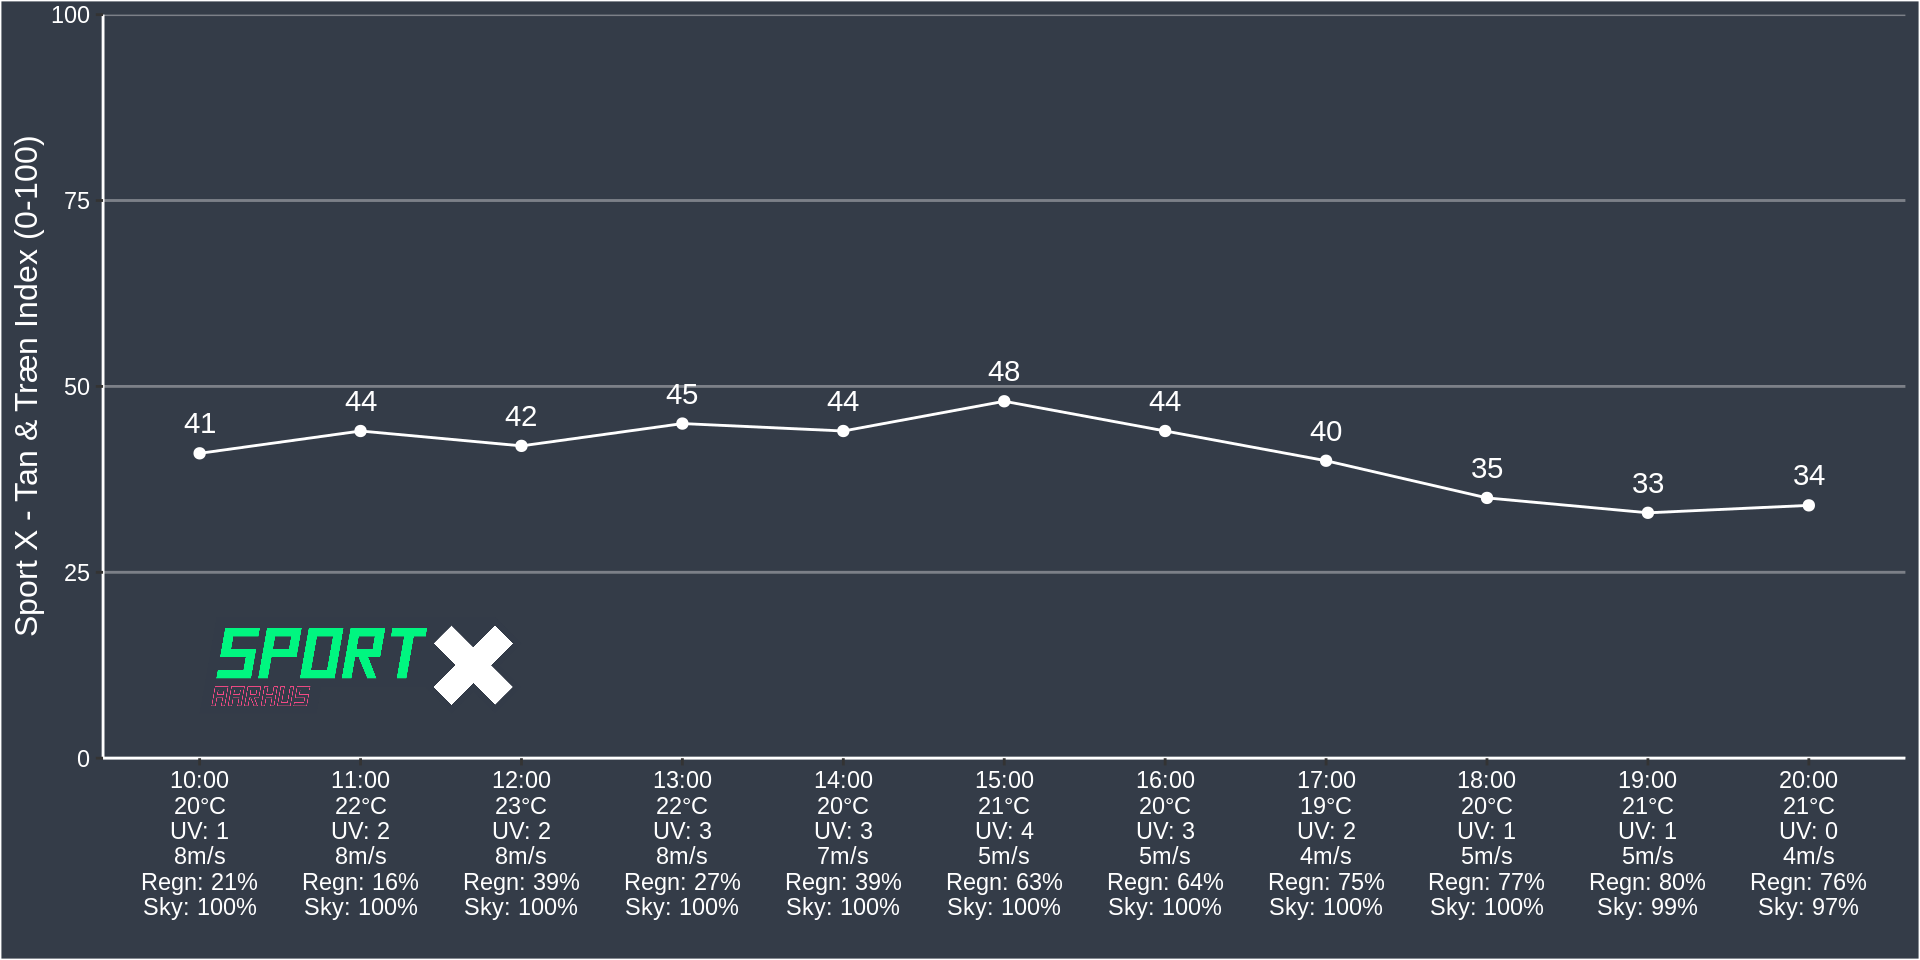 Sport X - Tan & Træn Index (0-100)
100
75
50
25
0
41
44
42
45
44
48
44
40
35
33
34
SPORT X
AARHUS
10:00 11:00 12:00 13:00 14:00 15:00 16:00 17:00 18:00 19:00 20:00
20°C 22°C 23°C 22°C 20°C 21°C 20°C 19°C 20°C 21°C 21°C
UV: 1 UV: 2 UV: 2 UV: 3 UV: 3 UV: 4 UV: 3 UV: 2 UV: 1 UV: 1 UV: 0
8m/s 8m/s 8m/s 8m/s 7m/s 5m/s 5m/s 4m/s 5m/s 5m/s 4m/s
Regn: 21% Regn: 16% Regn: 39% Regn: 27% Regn: 39% Regn: 63% Regn: 64% Regn: 75% Regn: 77% Regn: 80% Regn: 76%
Sky: 100% Sky: 100% Sky: 100% Sky: 100% Sky: 100% Sky: 100% Sky: 100% Sky: 100% Sky: 100% Sky: 99% Sky: 97%